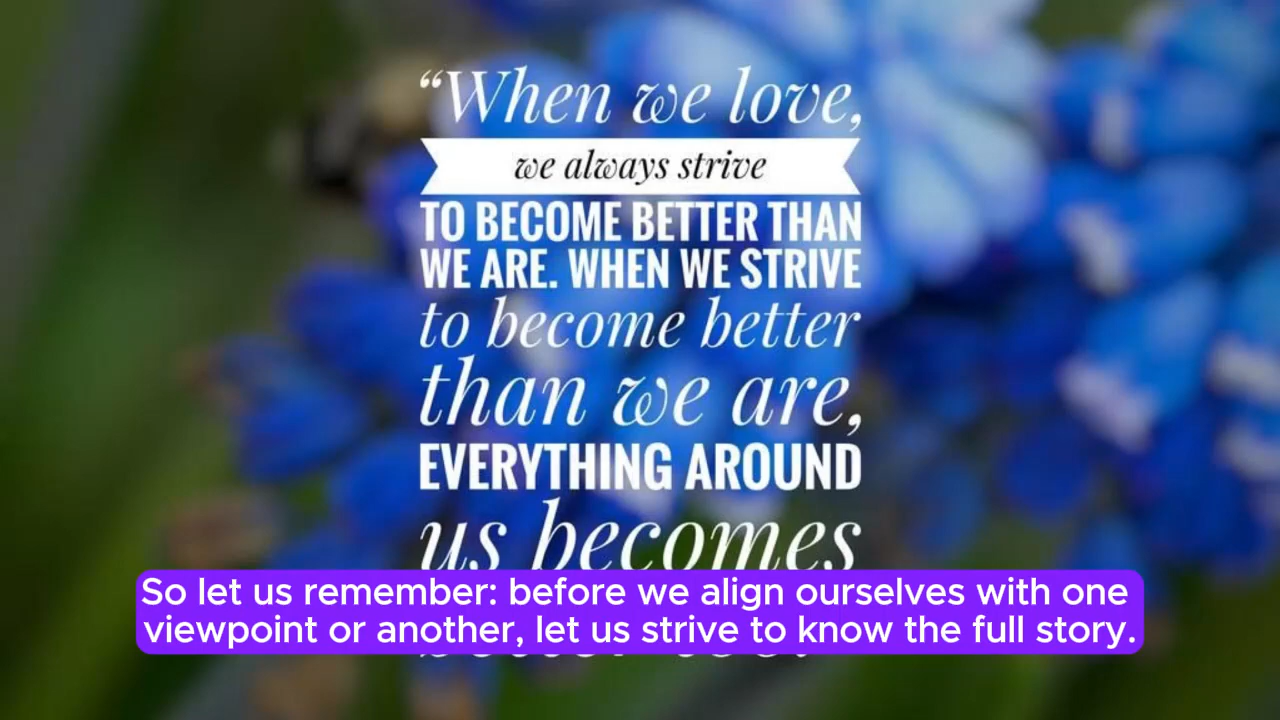 “When we love,
we always strive
TO BECOME BETTER THAN
WE ARE. WHEN WE STRIVE
to become better
than we are,
EVERYTHING AROUND
us becomes
So let us remember: before we align ourselves with one
viewpoint or another, let us strive to know the full story.